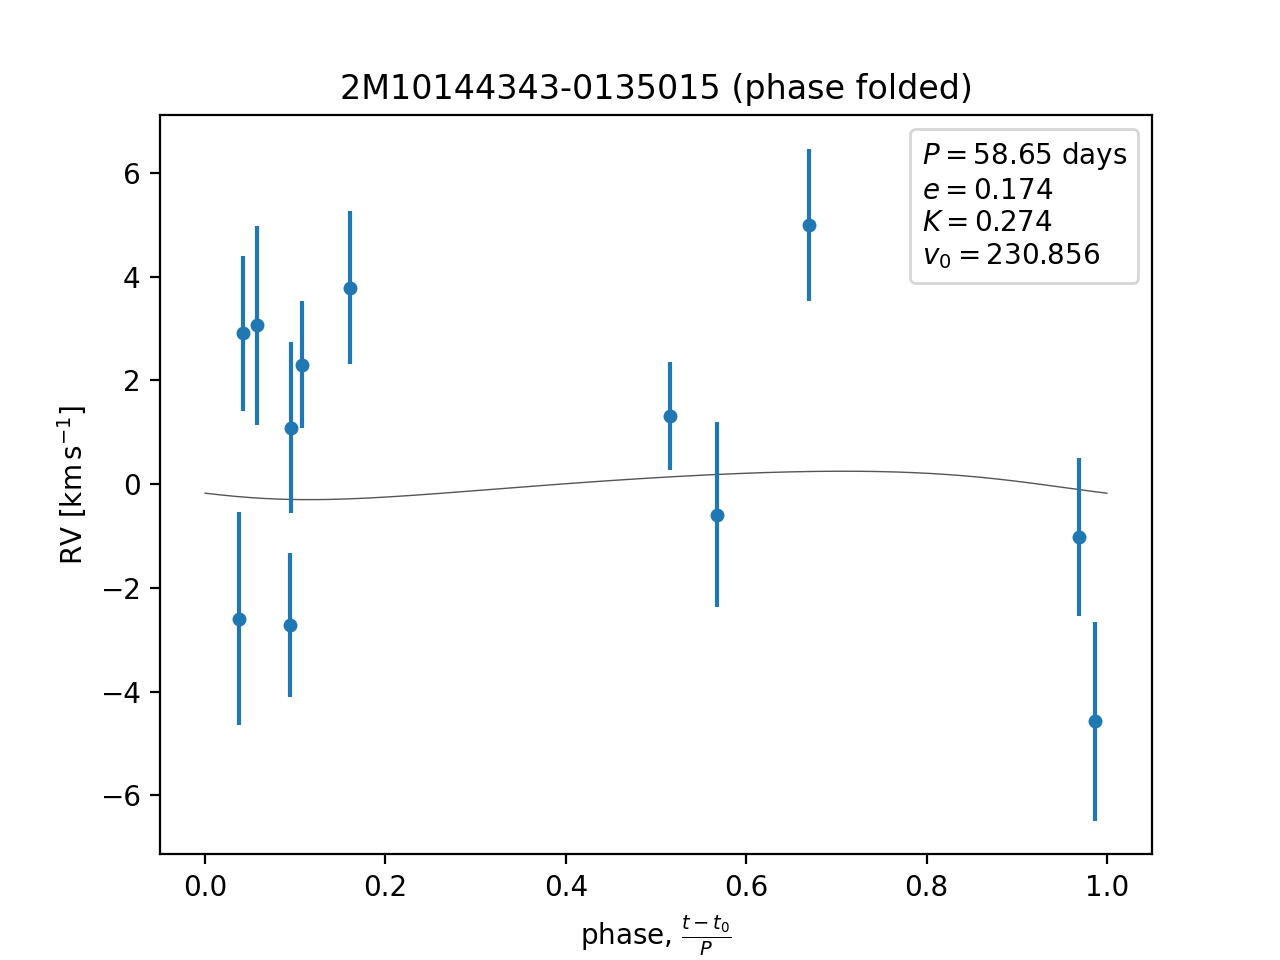 2M10144343-0135015 (phase folded)
P = 58.65 days
e = 0.174
K = 0.274
v₀ = 230.856
RV [km s⁻¹]
6
4
2
0
−2
−4
−6
0.0 0.2 0.4 0.6 0.8 1.0
phase, (t − t₀)/P